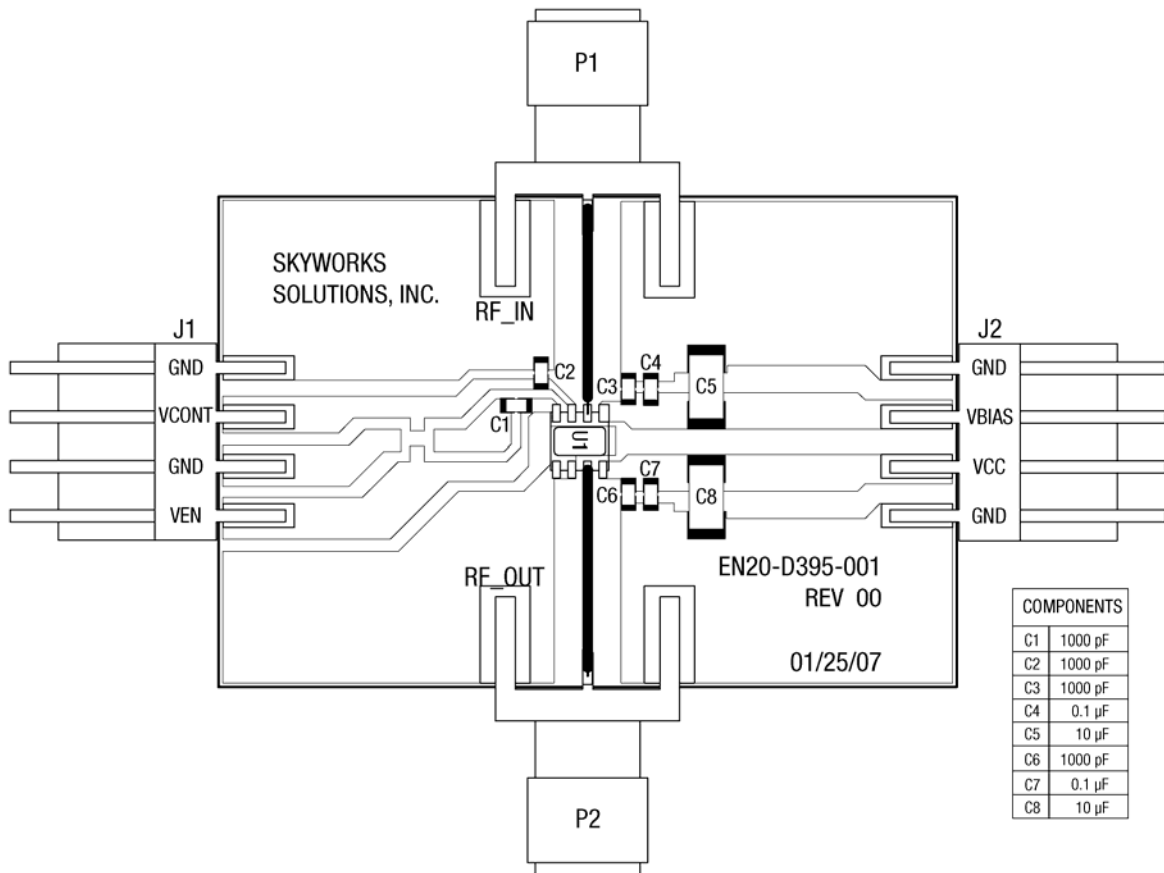 P1
SKYWORKS
SOLUTIONS, INC.
RF_IN
J1
GND
VCONT
GND
VEN
C2
C1
U1
C3
C4
C5
C6
C7
C8
J2
GND
VBIAS
VCC
GND
RF_OUT
EN20-D395-001
REV 00
01/25/07
P2
COMPONENTS
C1 1000 pF
C2 1000 pF
C3 1000 pF
C4 0.1 µF
C5 10 µF
C6 1000 pF
C7 0.1 µF
C8 10 µF